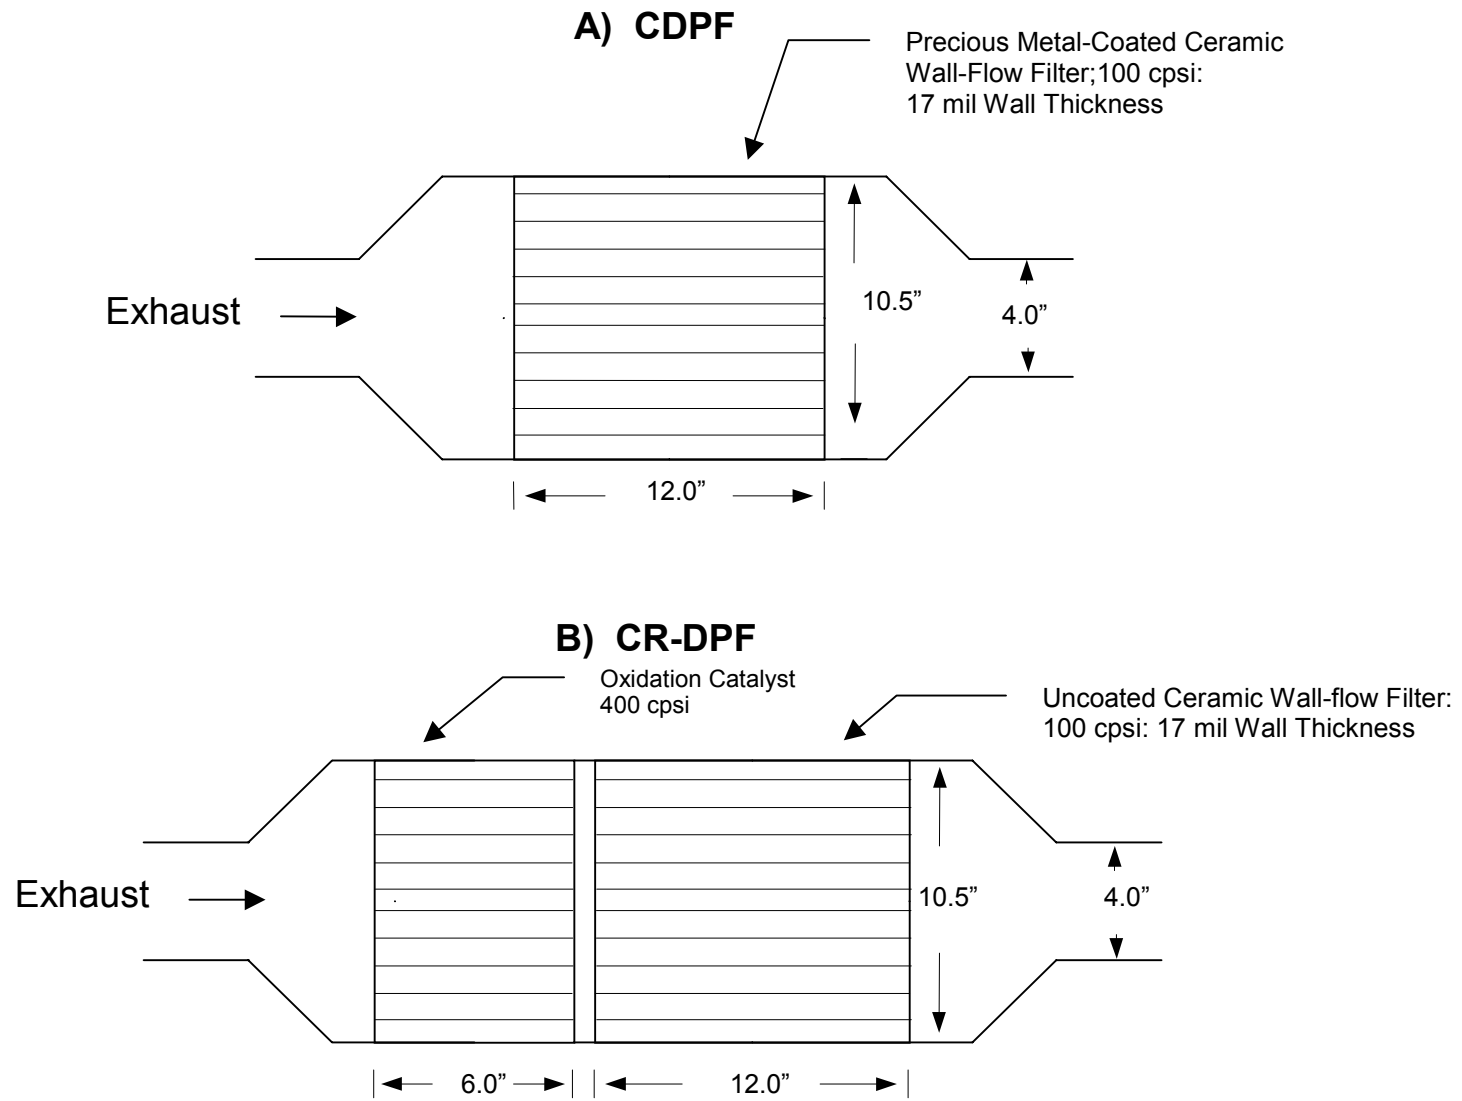 A) CDPF
Precious Metal-Coated Ceramic
Wall-Flow Filter;100 cpsi:
17 mil Wall Thickness
Exhaust
10.5”
4.0”
12.0”
B) CR-DPF
Oxidation Catalyst
400 cpsi
Uncoated Ceramic Wall-flow Filter:
100 cpsi: 17 mil Wall Thickness
Exhaust
10.5”
4.0”
6.0”
12.0”